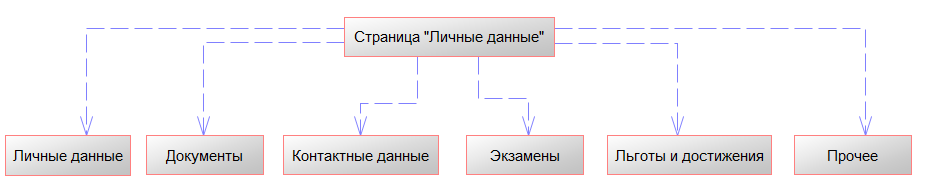 Страница "Личные данные"
Личные данные
Документы
Контактные данные
Экзамены
Льготы и достижения
Прочее